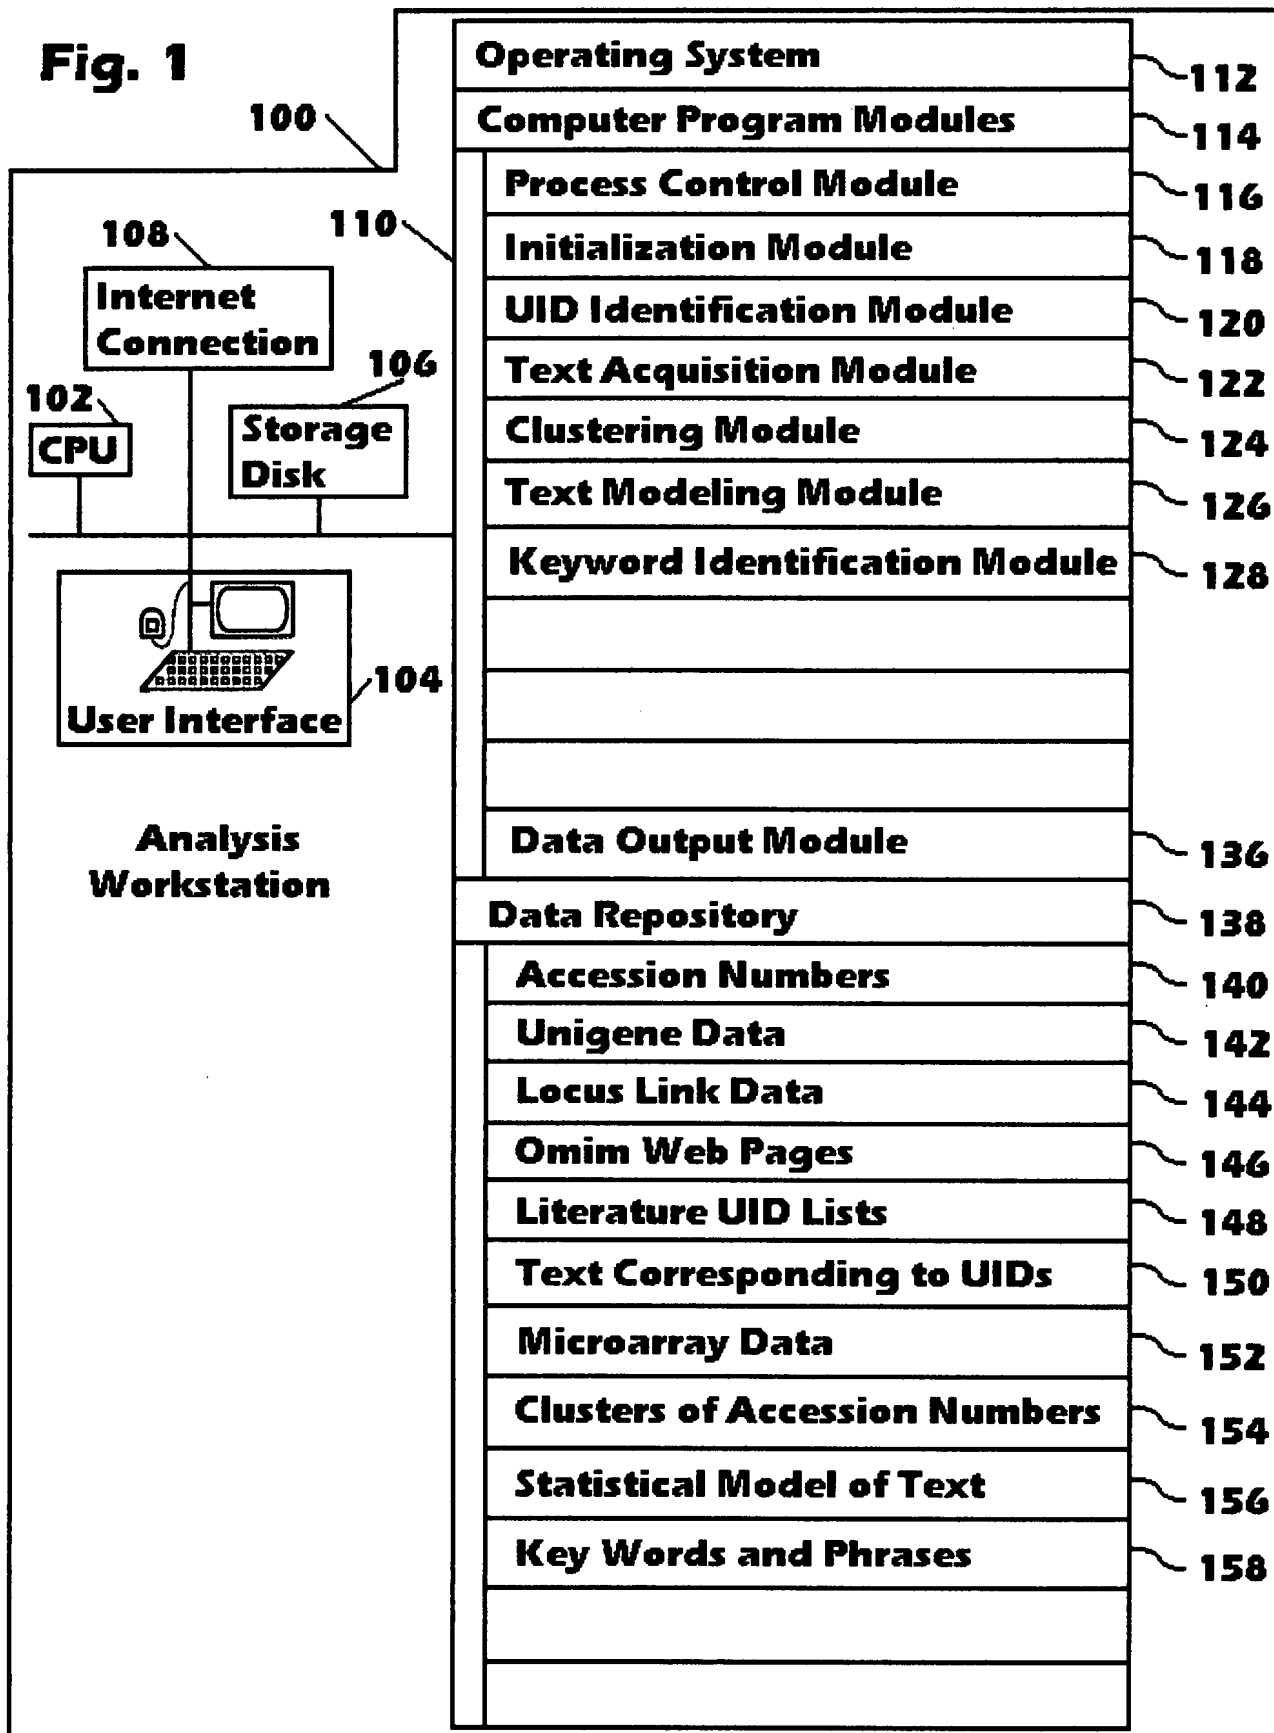 Fig. 1
100
108
Internet
Connection
102
CPU
106
Storage
Disk
104
User Interface
Analysis
Workstation
110
Operating System
112
Computer Program Modules
114
Process Control Module
116
Initialization Module
118
UID Identification Module
120
Text Acquisition Module
122
Clustering Module
124
Text Modeling Module
126
Keyword Identification Module
128
Data Output Module
136
Data Repository
138
Accession Numbers
140
Unigene Data
142
Locus Link Data
144
Omim Web Pages
146
Literature UID Lists
148
Text Corresponding to UIDs
150
Microarray Data
152
Clusters of Accession Numbers
154
Statistical Model of Text
156
Key Words and Phrases
158